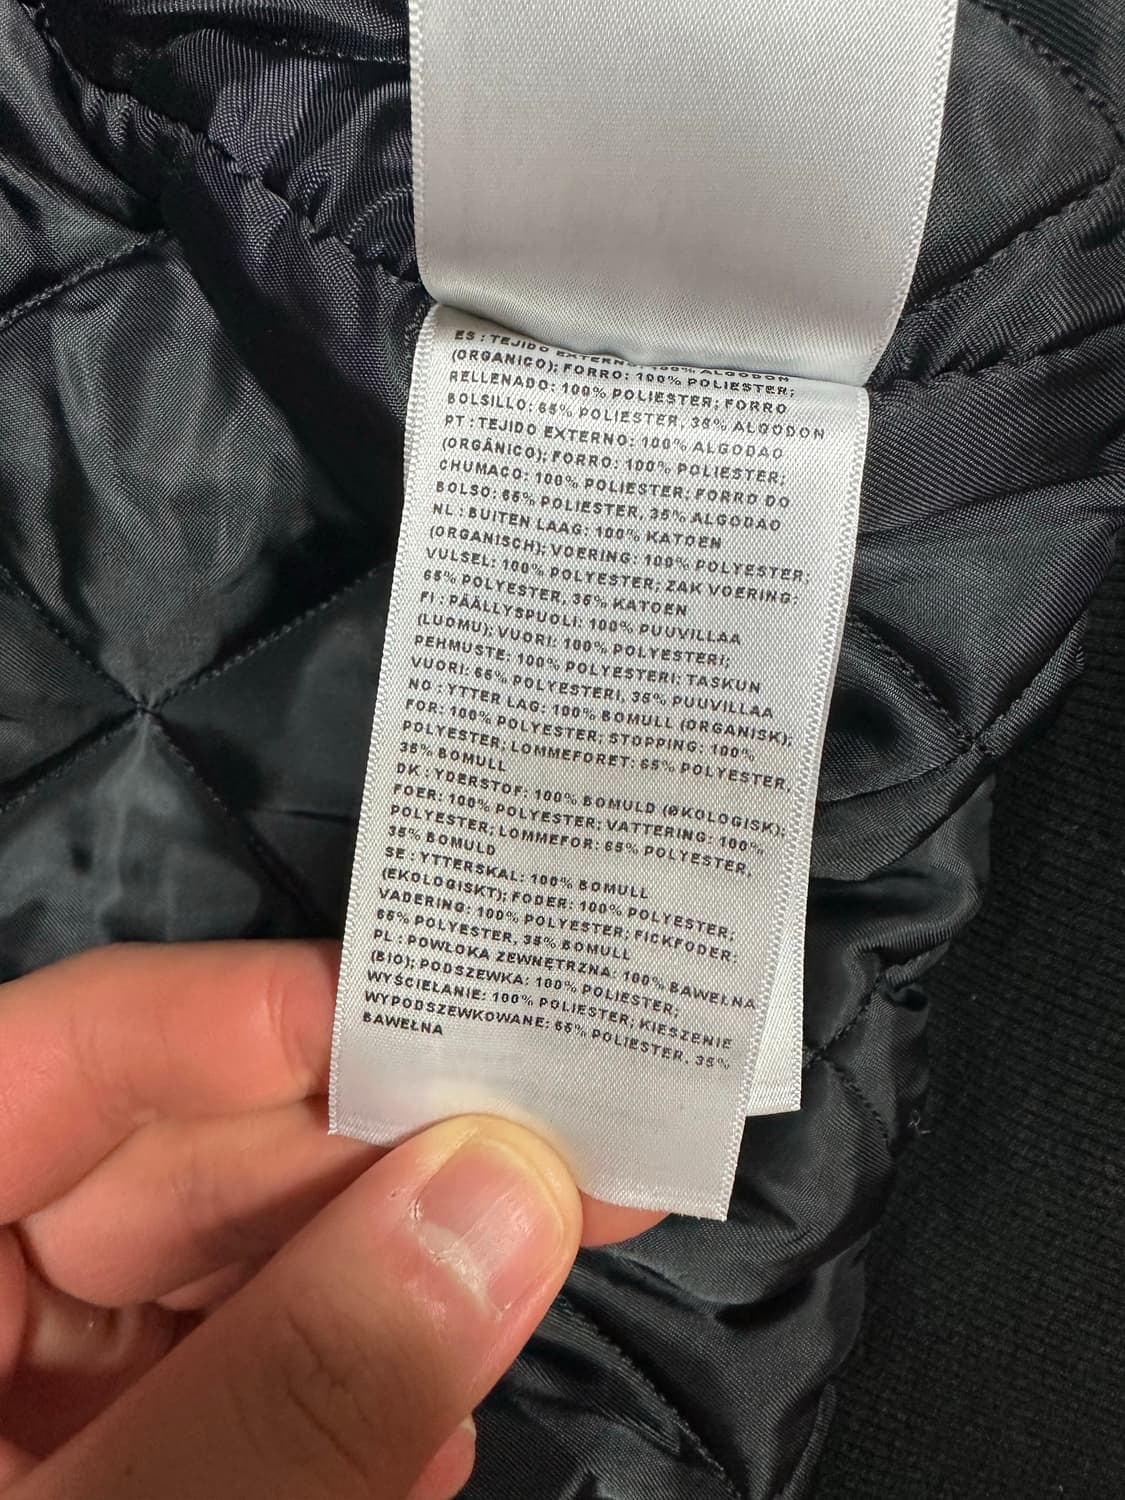 ES : TEJIDO EXTERNO: 100% ALGODON
(ORGANICO); FORRO: 100% POLIESTER;
RELLENADO: 100% POLIESTER; FORRO
BOLSILLO: 65% POLIESTER, 35% ALGODON
PT : TEJIDO EXTERNO: 100% ALGODAO
(ORGÂNICO); FORRO: 100% POLIESTER;
CHUMACO: 100% POLIESTER; FORRO DO
BOLSO: 65% POLIESTER, 35% ALGODAO
NL : BUITEN LAAG: 100% KATOEN
(ORGANISCH); VOERING: 100% POLYESTER;
VULSEL: 100% POLYESTER; ZAK VOERING:
65% POLYESTER, 35% KATOEN
FI : PÄÄLLYSPUOLI: 100% PUUVILLAA
(LUOMU); VUORI: 100% POLYESTERI;
PEHMUSTE: 100% POLYESTERI; TASKUN
VUORI: 65% POLYESTERI, 35% PUUVILLAA
NO : YTTER LAG: 100% BOMULL (ORGANISK);
FOR: 100% POLYESTER; STOPPING: 100%
POLYESTER; LOMMEFORET: 65% POLYESTER,
35% BOMULL
DK : YDERSTOF: 100% BOMULD (ØKOLOGISK);
FOER: 100% POLYESTER; VATTERING: 100%
POLYESTER; LOMMEFOR: 65% POLYESTER,
35% BOMULD
SE : YTTERSKAL: 100% BOMULL
(EKOLOGISKT); FODER: 100% POLYESTER;
VADERING: 100% POLYESTER; FICKFODER:
65% POLYESTER, 35% BOMULL
PL : POWŁOKA ZEWNĘTRZNA: 100% BAWEŁNA
(BIO); PODSZEWKA: 100% POLIESTER;
WYŚCIEŁANIE: 100% POLIESTER; KIESZENIE
WYPODSZEWKOWANE: 65% POLIESTER, 35%
BAWEŁNA